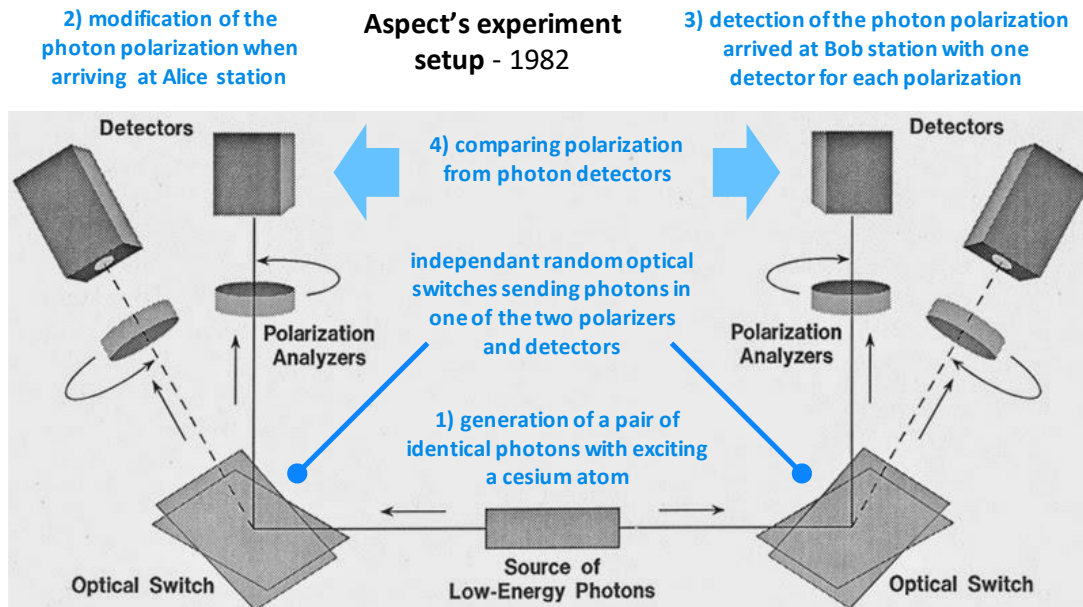 2) modification of the
photon polarization when
arriving at Alice station
Aspect's experiment
setup - 1982
3) detection of the photon polarization
arrived at Bob station with one
detector for each polarization
Detectors
4) comparing polarization
from photon detectors
Detectors
independant random optical
switches sending photons in
one of the two polarizers
and detectors
Polarization
Analyzers
Polarization
Analyzers
1) generation of a pair of
identical photons with exciting
a cesium atom
Optical Switch
Source of
Low-Energy Photons
Optical Switch